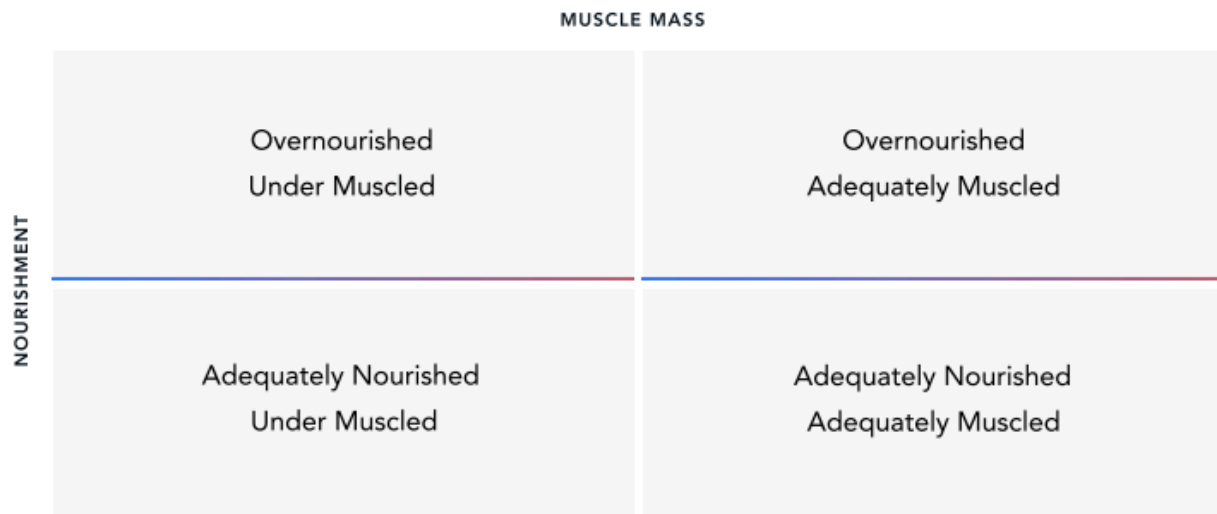 MUSCLE MASS
NOURISHMENT
Overnourished
Under Muscled
Overnourished
Adequately Muscled
Adequately Nourished
Under Muscled
Adequately Nourished
Adequately Muscled